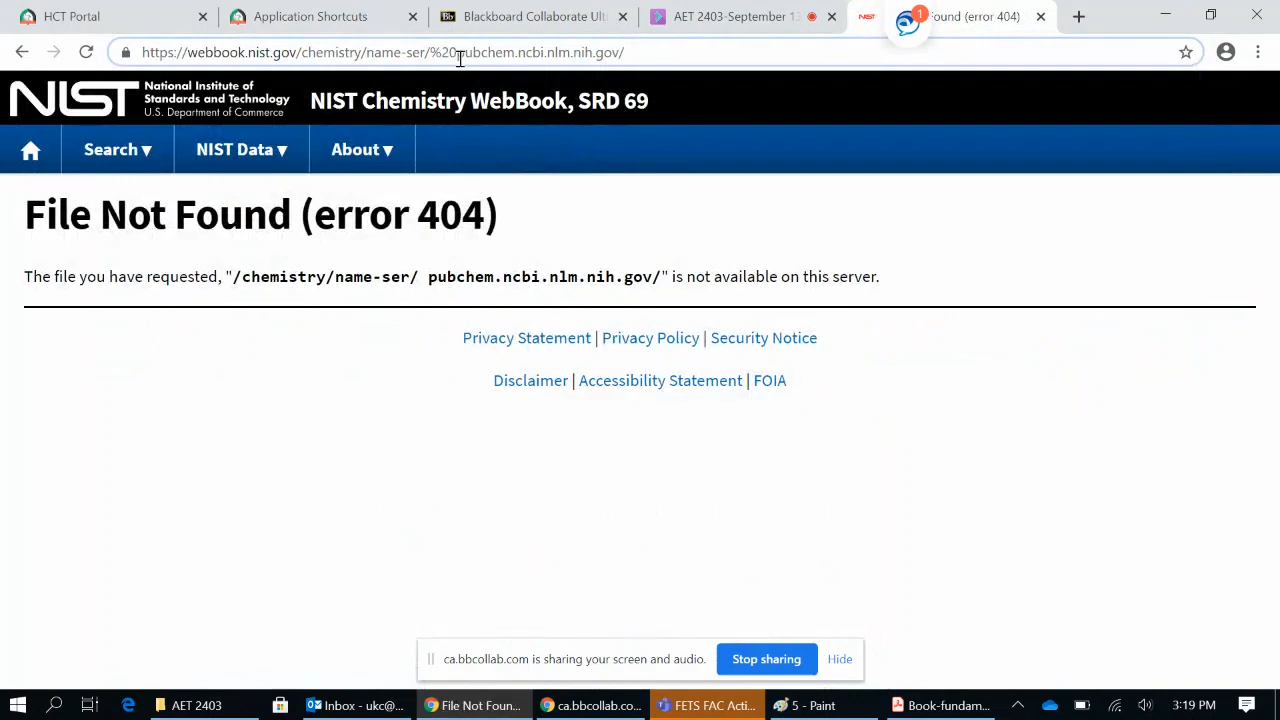 HCT Portal
Application Shortcuts
Blackboard Collaborate Ult
AET 2403 - September 13
1
Found (error 404)
https://webbook.nist.gov/chemistry/name-ser/%20pubchem.ncbi.nlm.nih.gov/
NIST
National Institute of
Standards and Technology
U.S. Department of Commerce
NIST Chemistry WebBook, SRD 69
Search▼
NIST Data▼
About▼
File Not Found (error 404)
The file you have requested, "/chemistry/name-ser/ pubchem.ncbi.nlm.nih.gov/" is not available on this server.
Privacy Statement | Privacy Policy | Security Notice
Disclaimer | Accessibility Statement | FOIA
ca.bbcollab.com is sharing your screen and audio.
Stop sharing
Hide
AET 2403
Inbox - ukc@...
File Not Foun...
ca.bbcollab.co...
FETS FAC Acti...
5 - Paint
Book-fundam...
3:19 PM